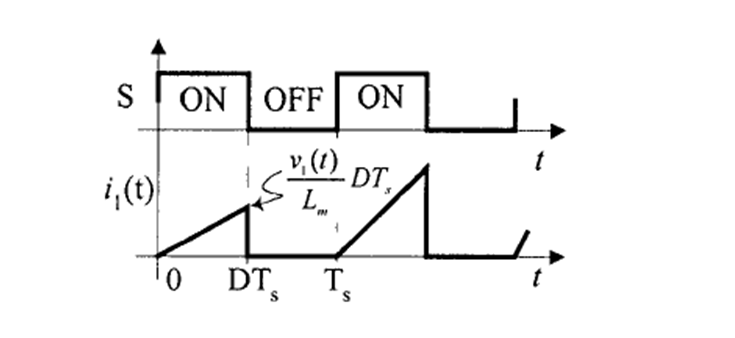 S ON OFF ON
t
i₁(t) v₁(t)/Lₘ DTₛ
0 DTₛ Tₛ t